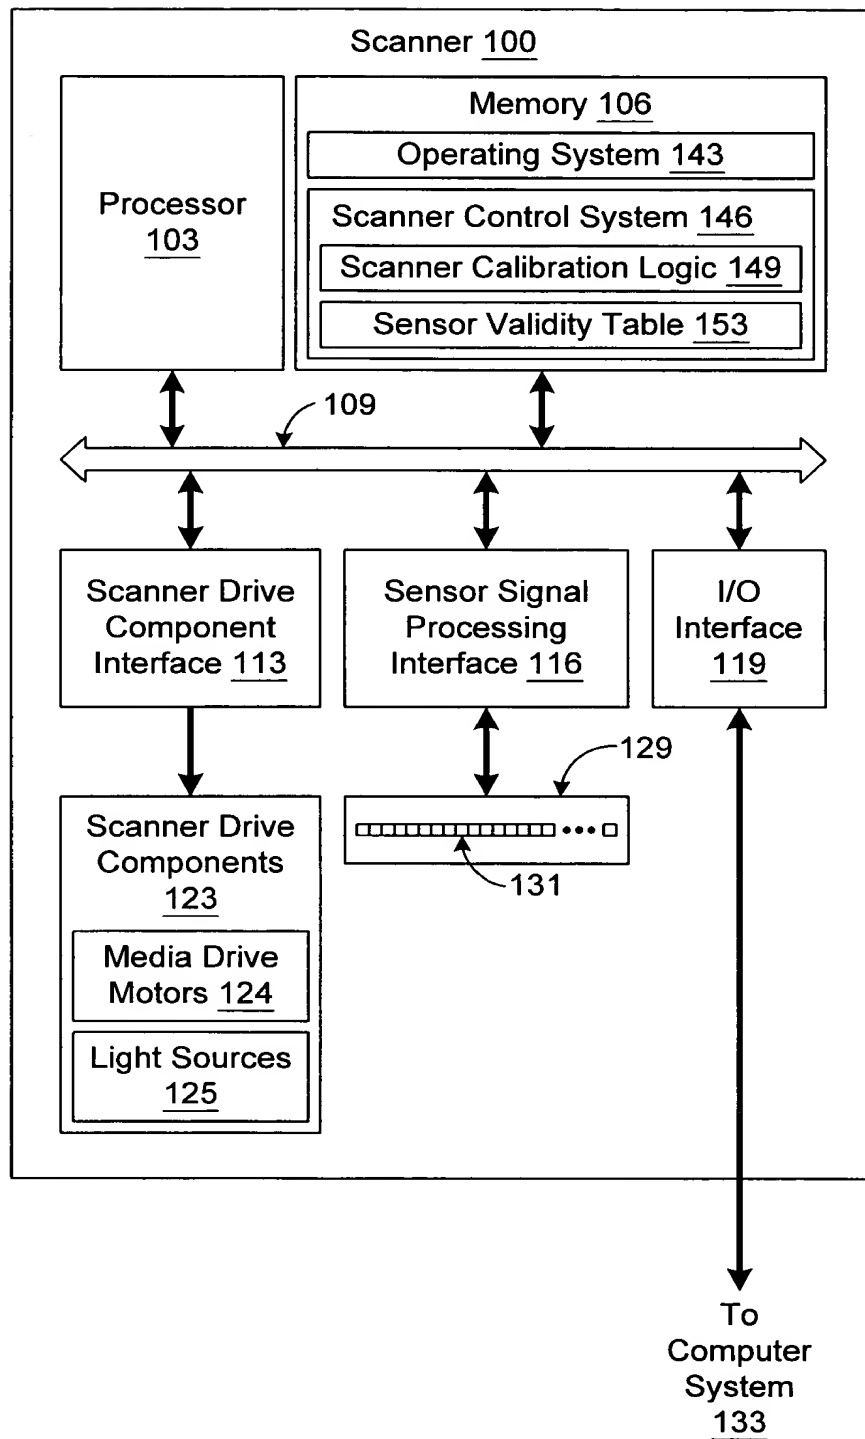 Scanner 100
Processor
103
Memory 106
Operating System 143
Scanner Control System 146
Scanner Calibration Logic 149
Sensor Validity Table 153
109
Scanner Drive
Component
Interface 113
Sensor Signal
Processing
Interface 116
I/O
Interface
119
129
131
Scanner Drive
Components
123
Media Drive
Motors 124
Light Sources
125
To
Computer
System
133